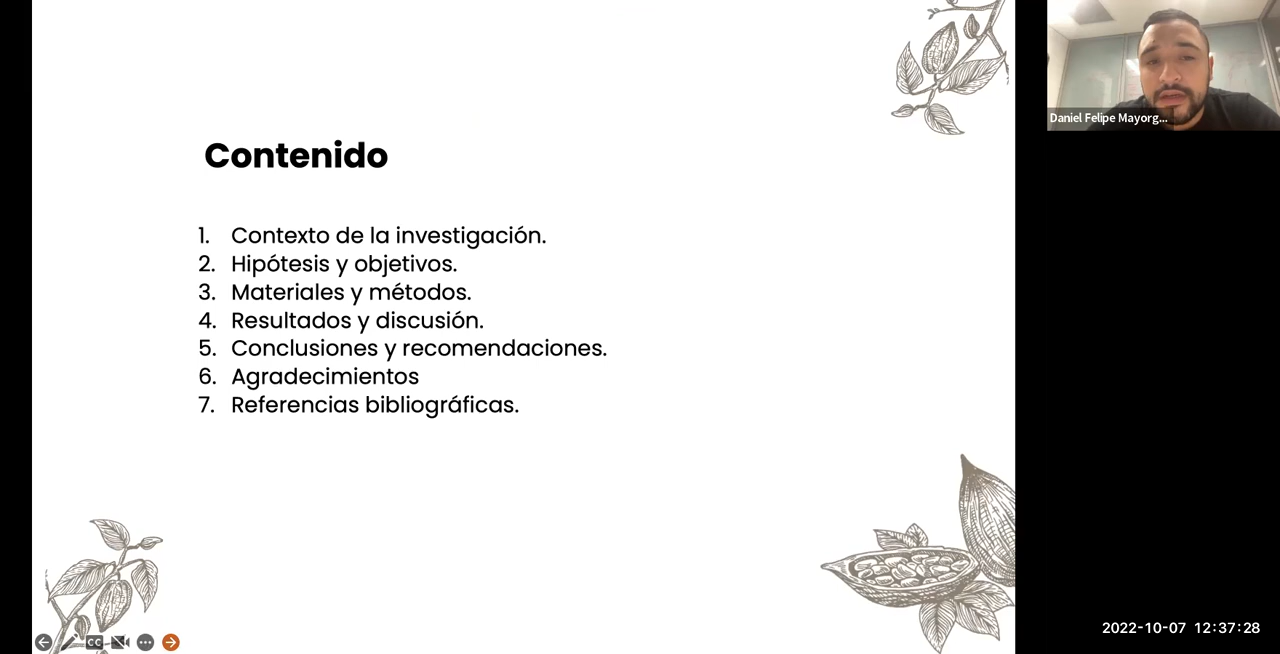 Contenido
1. Contexto de la investigación.
2. Hipótesis y objetivos.
3. Materiales y métodos.
4. Resultados y discusión.
5. Conclusiones y recomendaciones.
6. Agradecimientos
7. Referencias bibliográficas.
Daniel Felipe Mayorg...
CC
2022-10-07 12:37:28